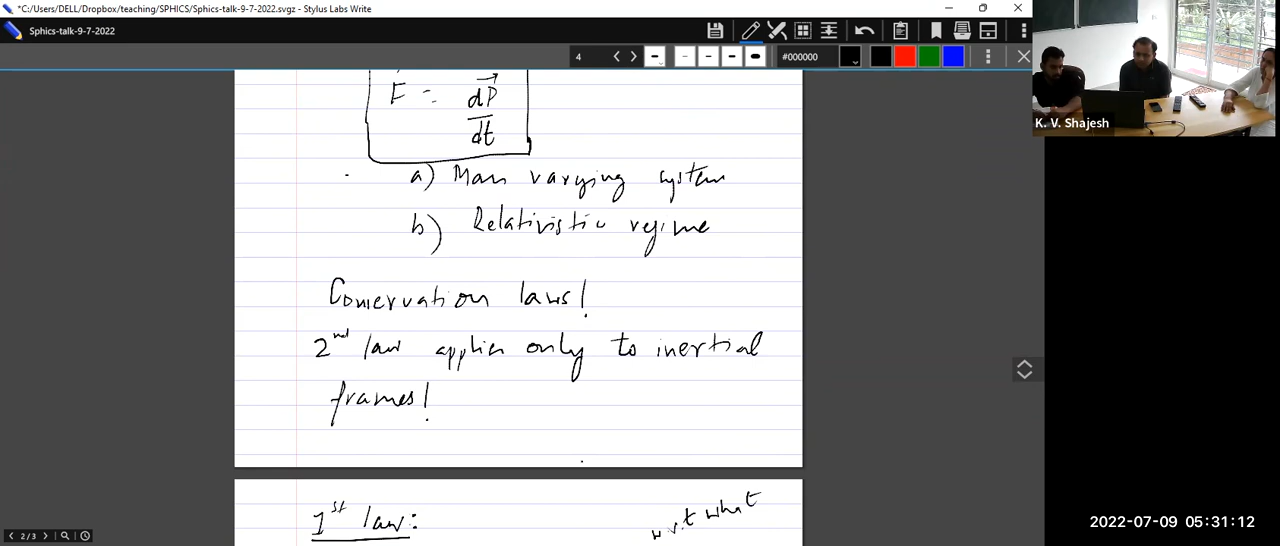 *C:/Users/DELL/Dropbox/teaching/SPHICS/Sphics-talk-9-7-2022.svgz - Stylus Labs Write
Sphics-talk-9-7-2022
4
#000000
K. V. Shajesh
F = dP/dt
a) Mass varying system
b) Relativistic regime
Conservation laws!
2nd law applies only to inertial
frames!
w.r.t what
1st law:
2/3
2022-07-09 05:31:12